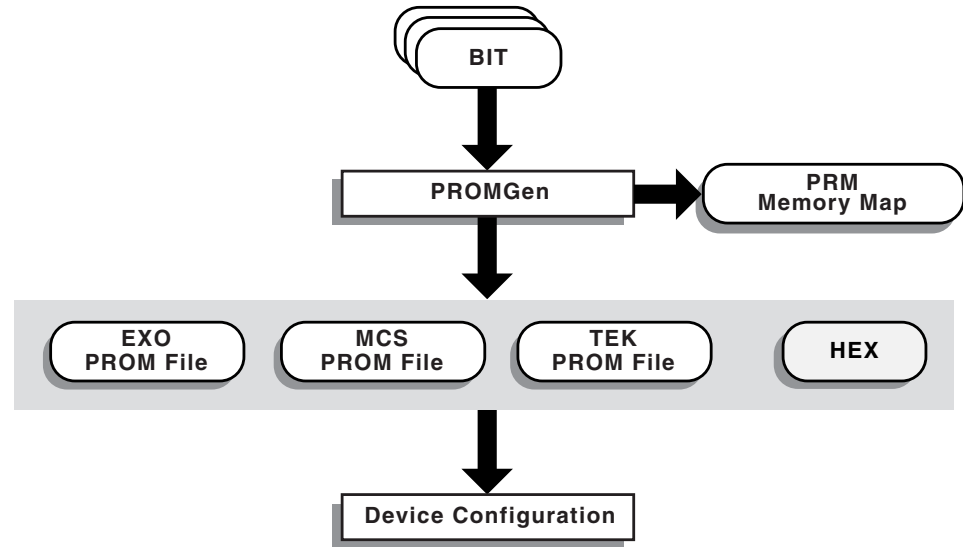 BIT
PROMGen
PRM
Memory Map
EXO
PROM File
MCS
PROM File
TEK
PROM File
HEX
Device Configuration